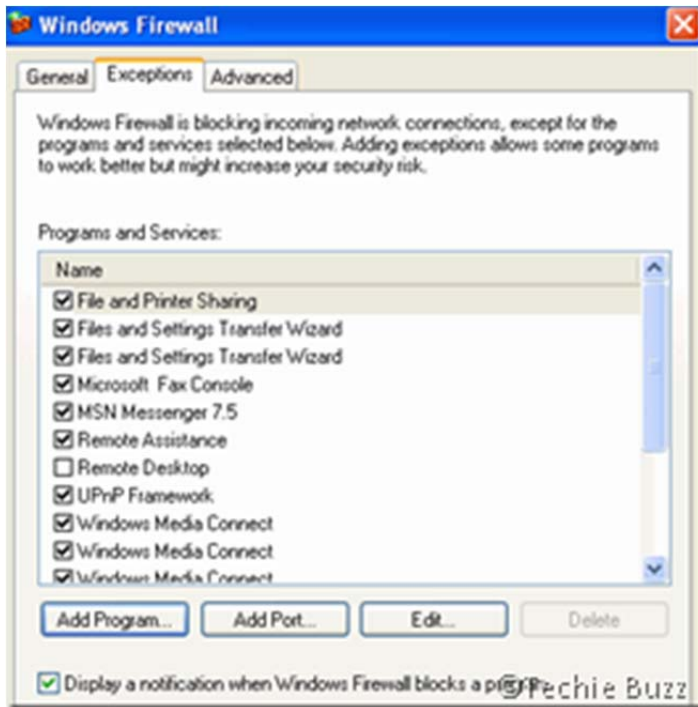 Windows Firewall
General Exceptions Advanced
Windows Firewall is blocking incoming network connections, except for the
programs and services selected below. Adding exceptions allows some programs
to work better but might increase your security risk.
Programs and Services:
Name
File and Printer Sharing
Files and Settings Transfer Wizard
Files and Settings Transfer Wizard
Microsoft Fax Console
MSN Messenger 7.5
Remote Assistance
Remote Desktop
UPnP Framework
Windows Media Connect
Windows Media Connect
Windows Media Connect
Add Program... Add Port... Edit... Delete
Display a notification when Windows Firewall blocks a
©Techie Buzz